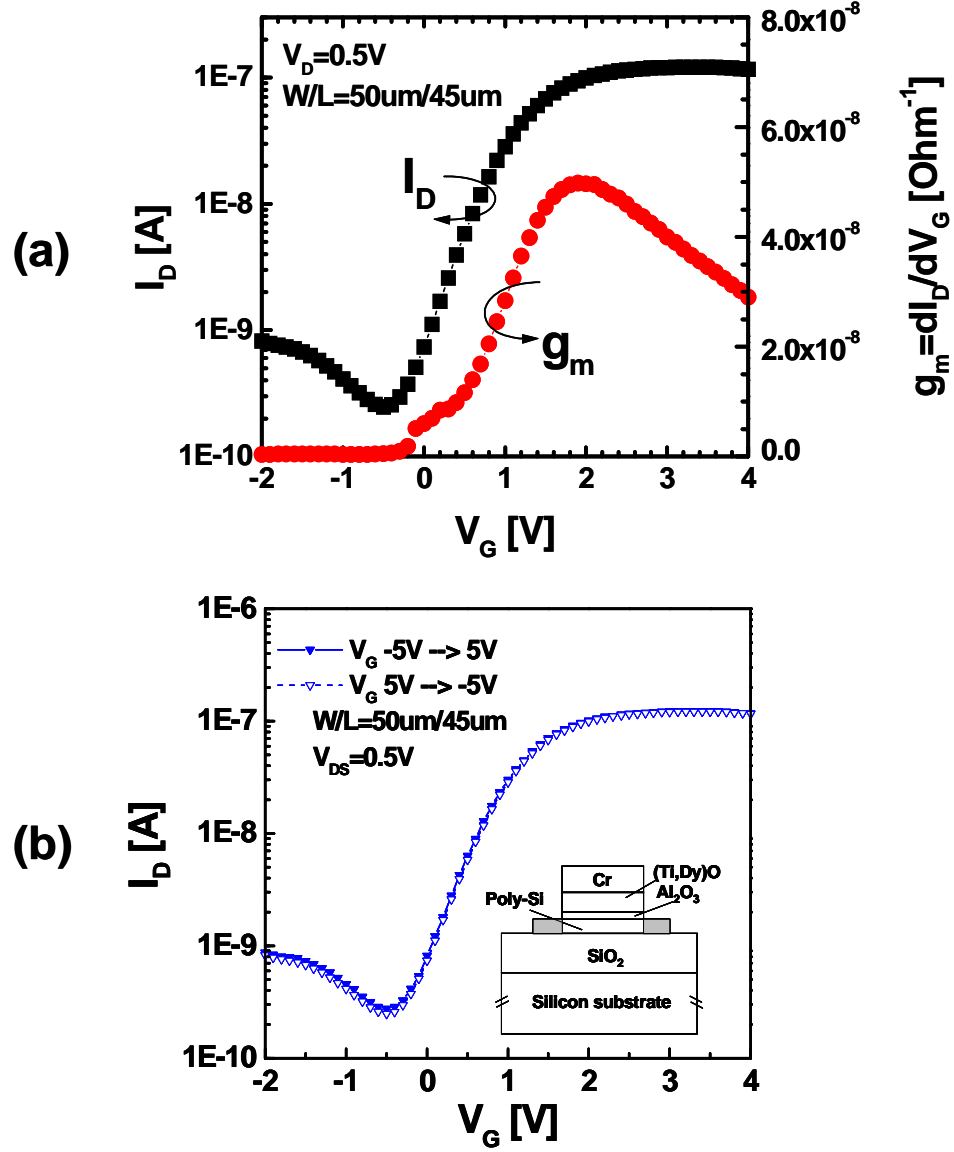 (a)
V_D=0.5V
W/L=50um/45um
I_D
g_m
I_D [A]
1E-7
1E-8
1E-9
1E-10
8.0x10^-8
6.0x10^-8
4.0x10^-8
2.0x10^-8
0.0
g_m=dI_D/dV_G [Ohm^-1]
-2 -1 0 1 2 3 4
V_G [V]
(b)
I_D [A]
1E-6
1E-7
1E-8
1E-9
1E-10
V_G -5V --> 5V
V_G 5V --> -5V
W/L=50um/45um
V_DS=0.5V
Cr
(Ti,Dy)O
Al2O3
Poly-Si
SiO2
Silicon substrate
-2 -1 0 1 2 3 4
V_G [V]